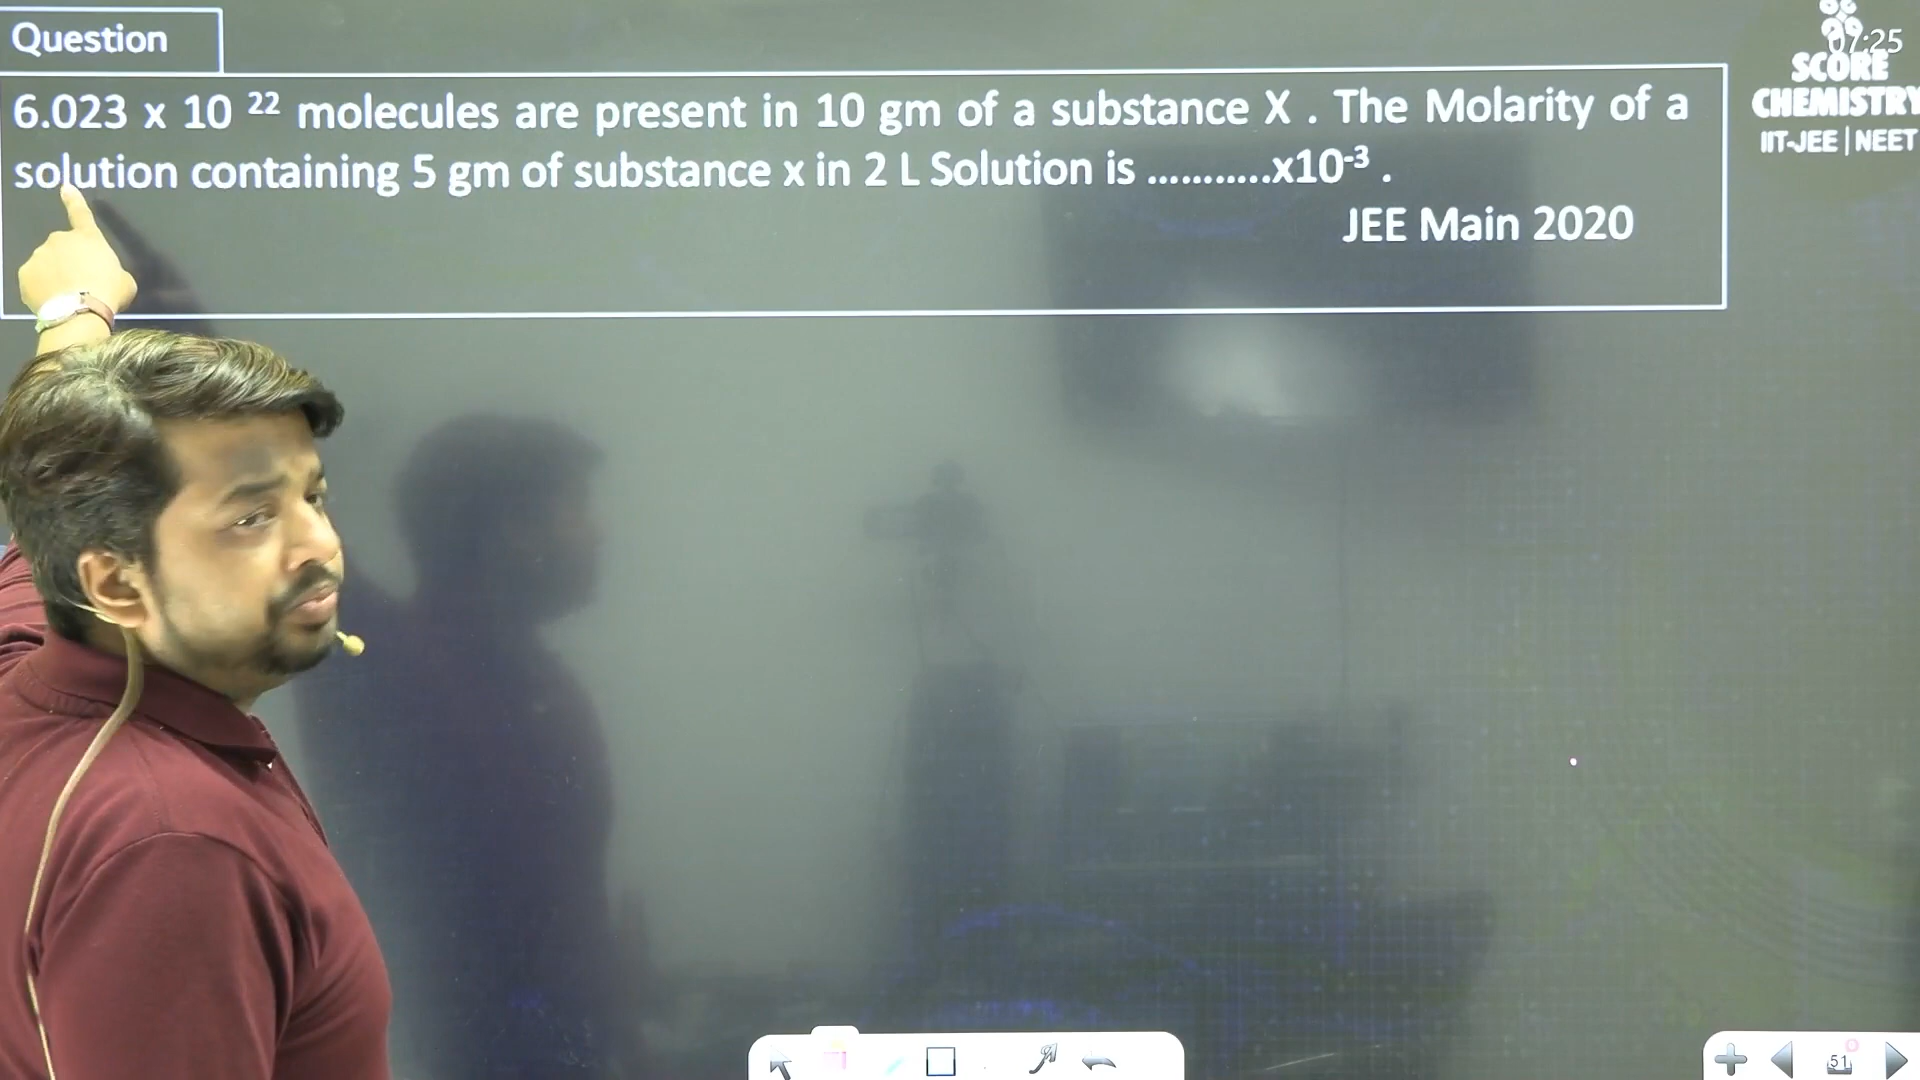 Question
07:25
SCORE
CHEMISTRY
IIT-JEE | NEET
6.023 x 10 22 molecules are present in 10 gm of a substance X . The Molarity of a
solution containing 5 gm of substance x in 2 L Solution is ...........x10-3 .
JEE Main 2020
51